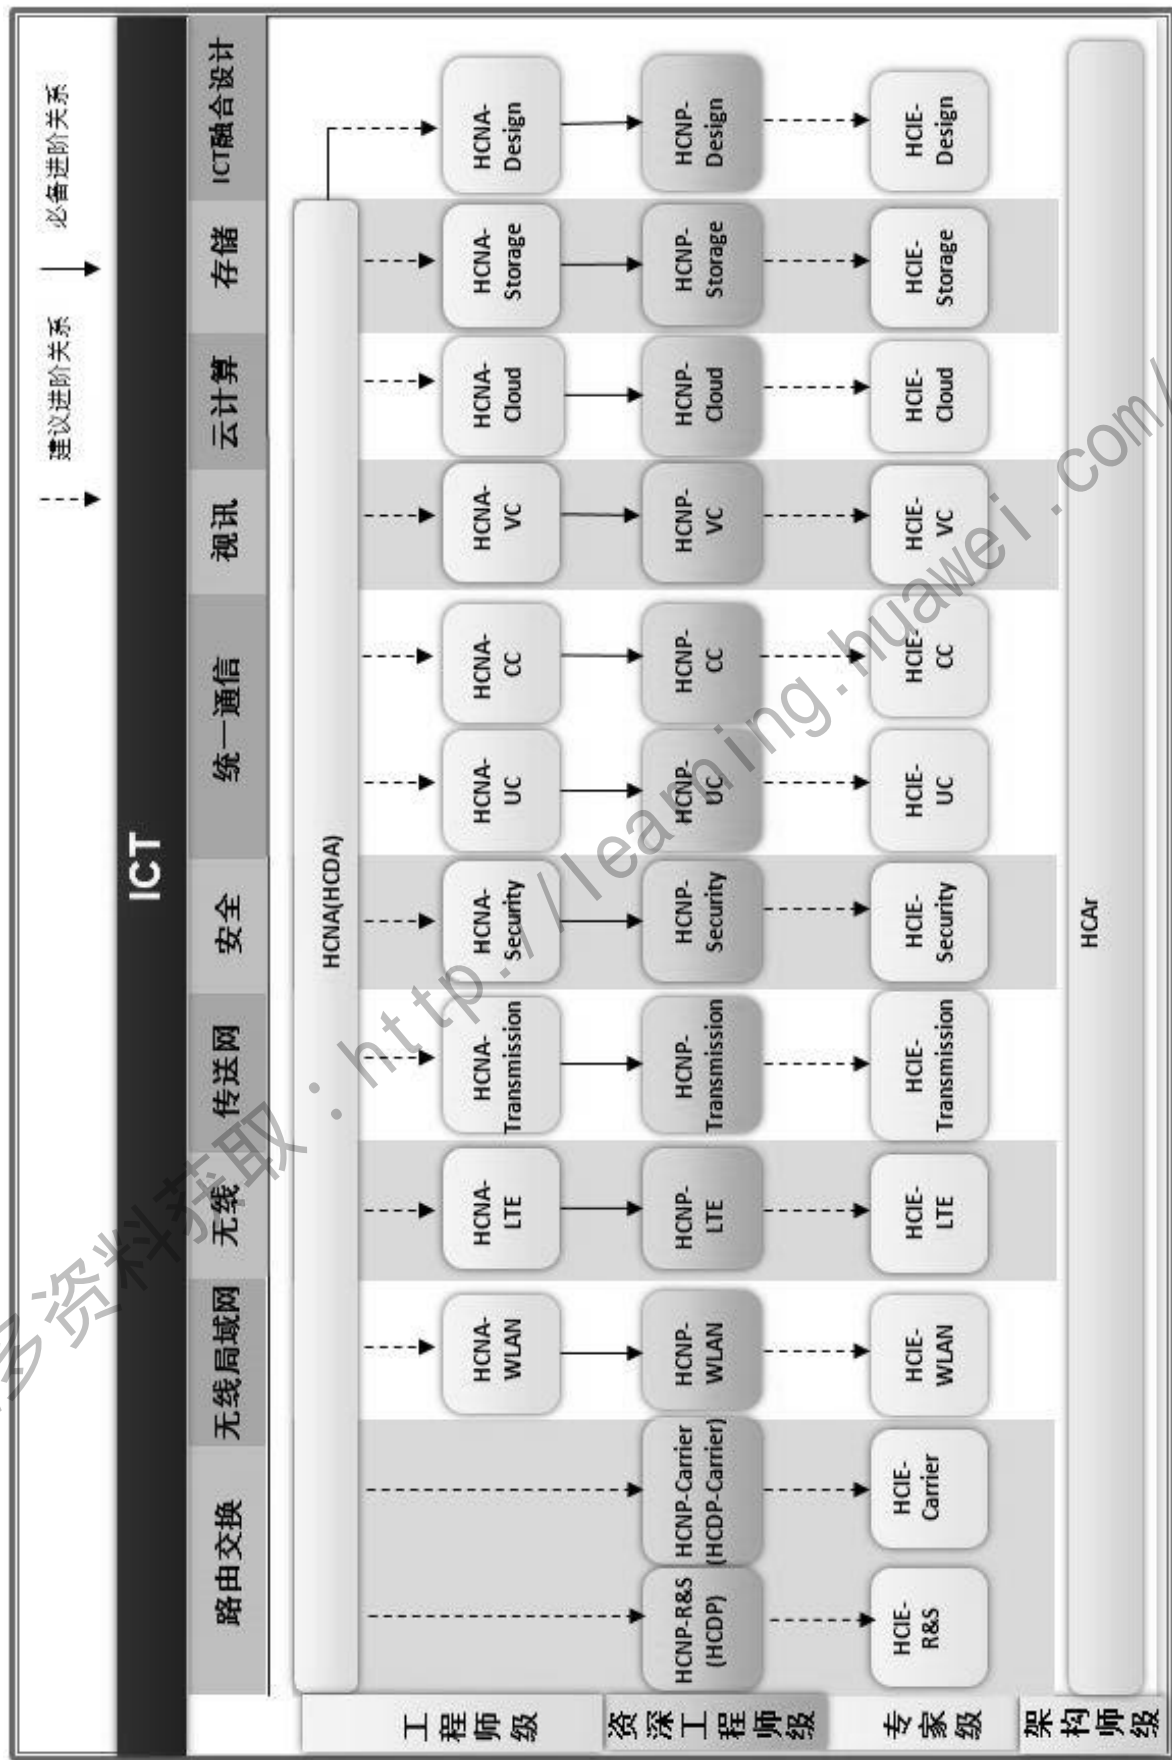 建议进阶关系
必备进阶关系
ICT
路由交换
无线局域网
无线
传送网
安全
统一通信
视讯
云计算
存储
ICT融合设计
工程师级
HCNA(HCDA)
HCNA-
WLAN
HCNA-
LTE
HCNA-
Transmission
HCNA-
Security
HCNA-
UC
HCNA-
CC
HCNA-
VC
HCNA-
Cloud
HCNA-
Storage
HCNA-
Design
资深工程师级
HCNP-R&S
(HCDP)
HCNP-Carrier
(HCDP-Carrier)
HCNP-
WLAN
HCNP-
LTE
HCNP-
Transmission
HCNP-
Security
HCNP-
UC
HCNP-
CC
HCNP-
VC
HCNP-
Cloud
HCNP-
Storage
HCNP-
Design
专家级
HCIE-
R&S
HCIE-
Carrier
HCIE-
WLAN
HCIE-
LTE
HCIE-
Transmission
HCIE-
Security
HCIE-
UC
HCIE-
CC
HCIE-
VC
HCIE-
Cloud
HCIE-
Storage
HCIE-
Design
架构师级
HCAr
多资料获取：http://learning.huawei.com/